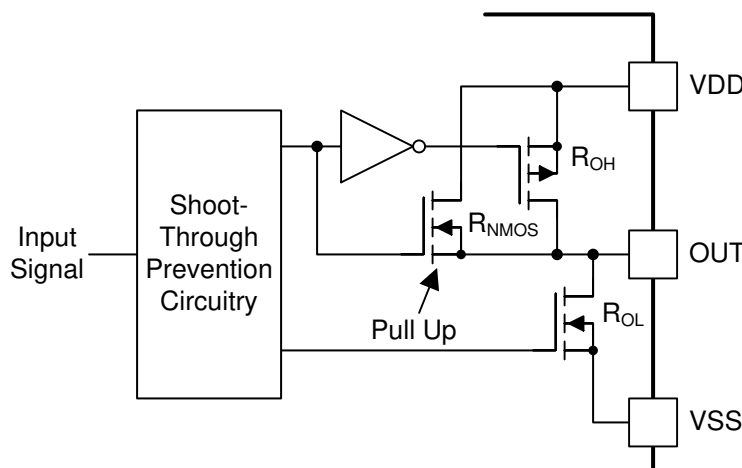 VDD
R_OH
Shoot-
Through
Prevention
Circuitry
Input
Signal
R_NMOS
OUT
Pull Up
R_OL
VSS